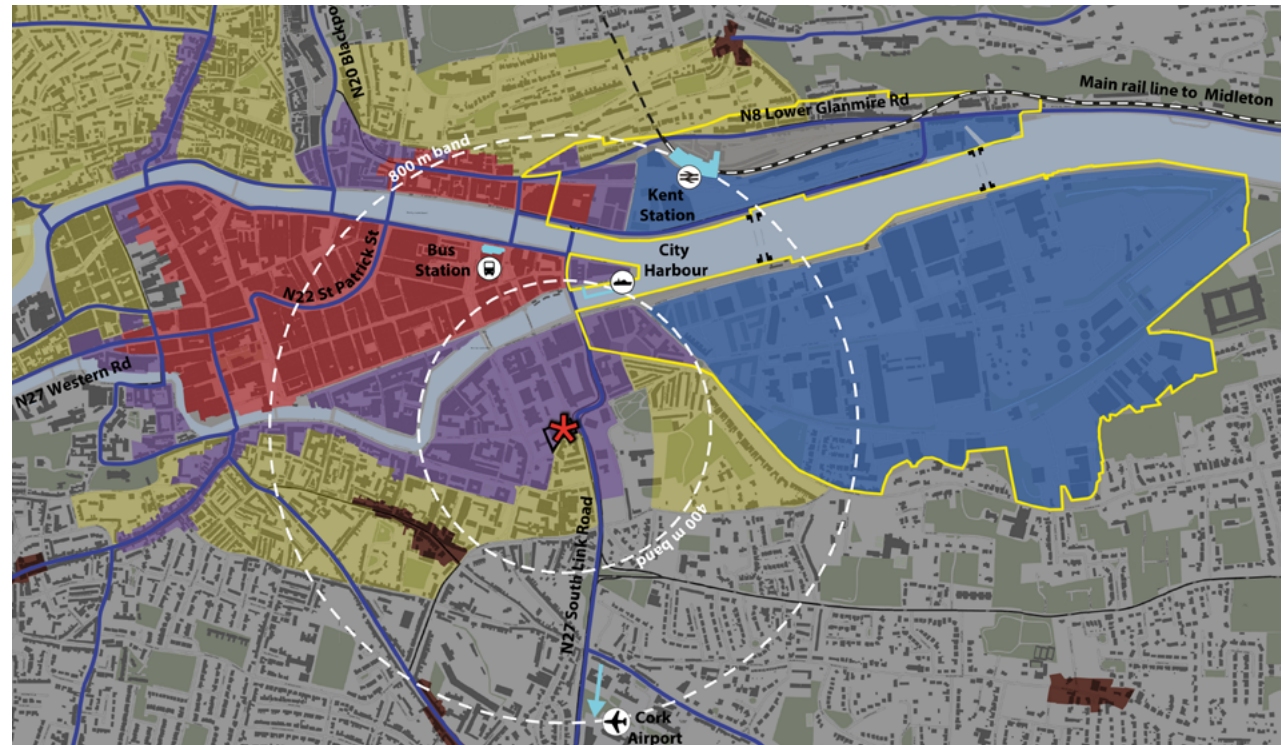 N20 Blackpo
Main rail line to Midleton
N8 Lower Glanmire Rd
800 m band
Kent
Station
Bus
Station
City
Harbour
N22 St Patrick St
N27 Western Rd
400 m band
N27 South Link Road
Cork
Airport